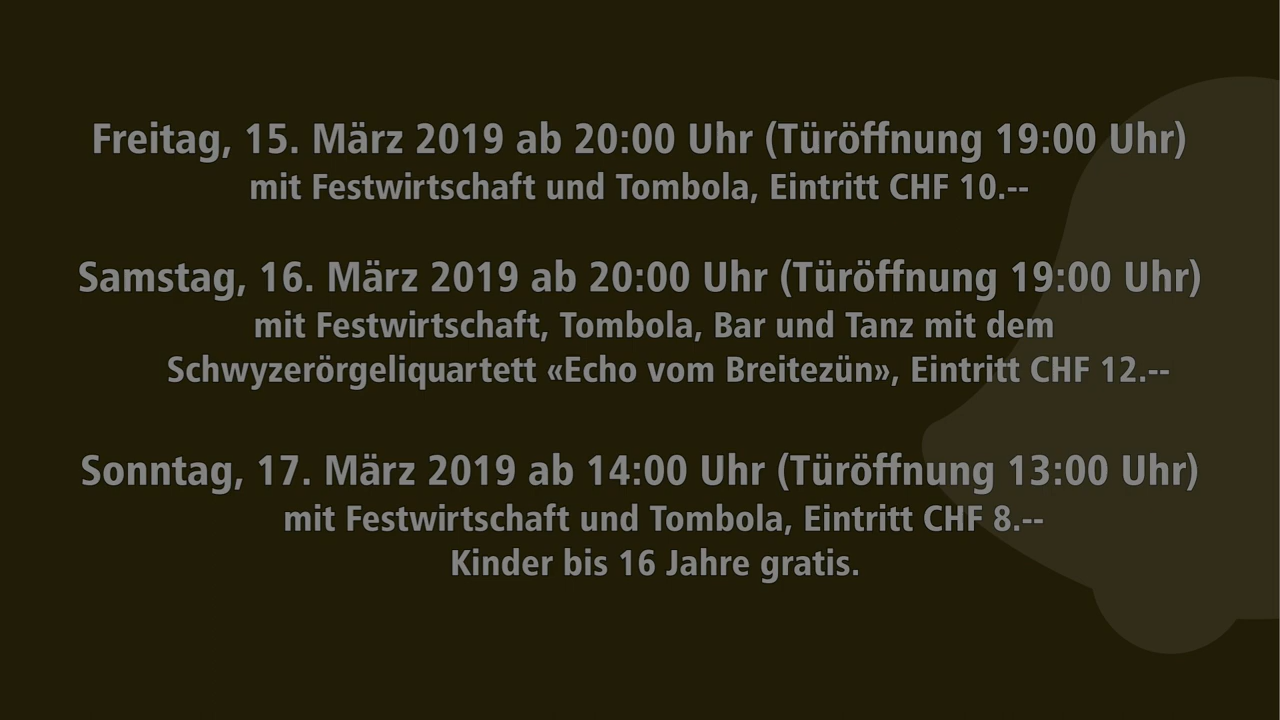 Freitag, 15. März 2019 ab 20:00 Uhr (Türöffnung 19:00 Uhr)
mit Festwirtschaft und Tombola, Eintritt CHF 10.--
Samstag, 16. März 2019 ab 20:00 Uhr (Türöffnung 19:00 Uhr)
mit Festwirtschaft, Tombola, Bar und Tanz mit dem
Schwyzerörgeliquartett «Echo vom Breitezün», Eintritt CHF 12.--
Sonntag, 17. März 2019 ab 14:00 Uhr (Türöffnung 13:00 Uhr)
mit Festwirtschaft und Tombola, Eintritt CHF 8.--
Kinder bis 16 Jahre gratis.